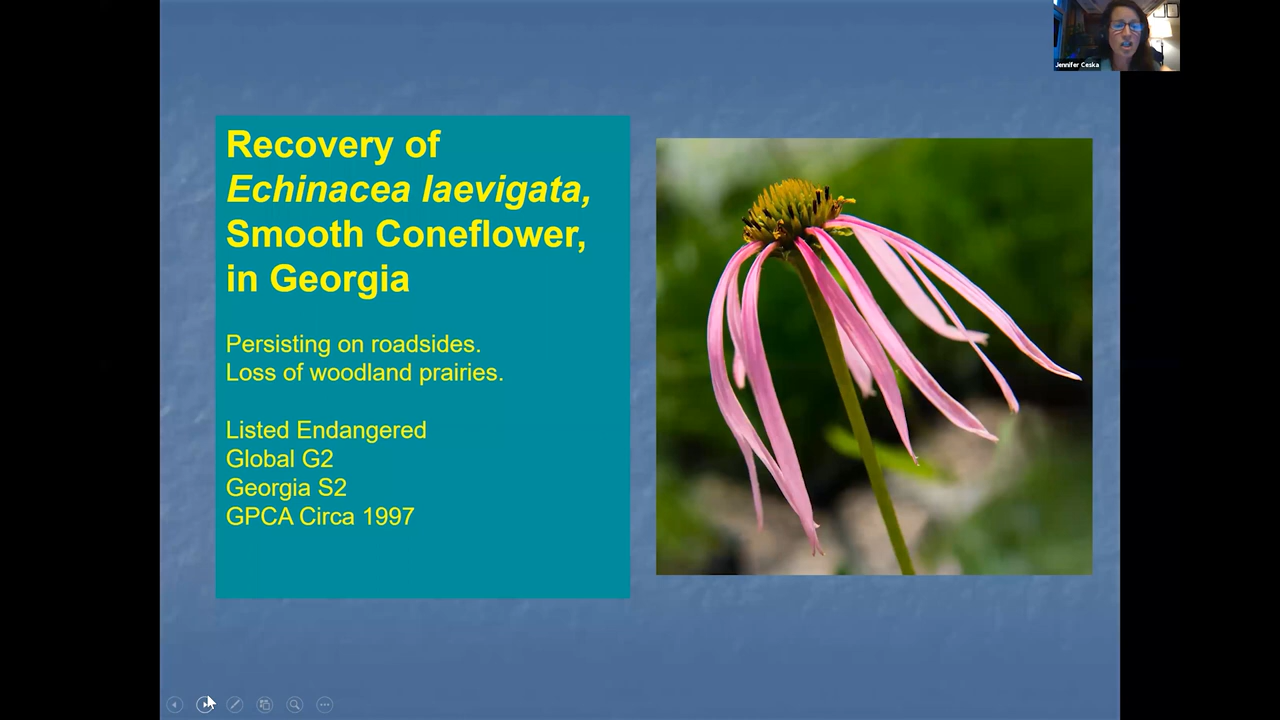 Jennifer Ceska
Recovery of
Echinacea laevigata,
Smooth Coneflower,
in Georgia
Persisting on roadsides.
Loss of woodland prairies.
Listed Endangered
Global G2
Georgia S2
GPCA Circa 1997